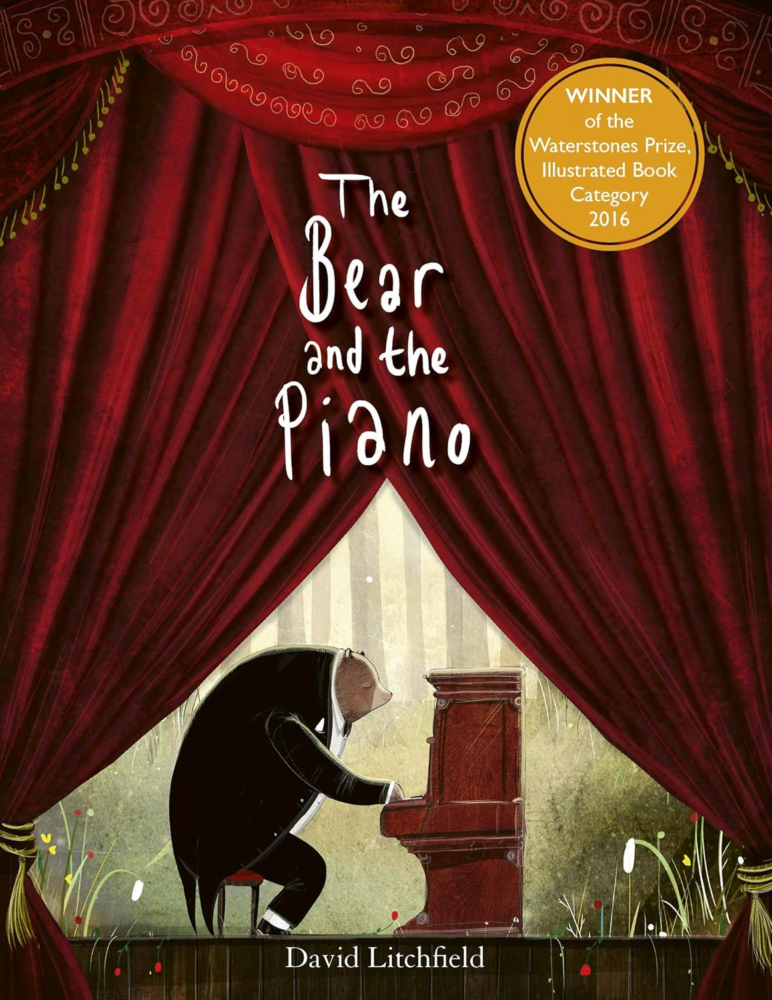 WINNER
of the
Waterstones Prize,
Illustrated Book
Category
2016
The
Bear
and the
Piano
David Litchfield